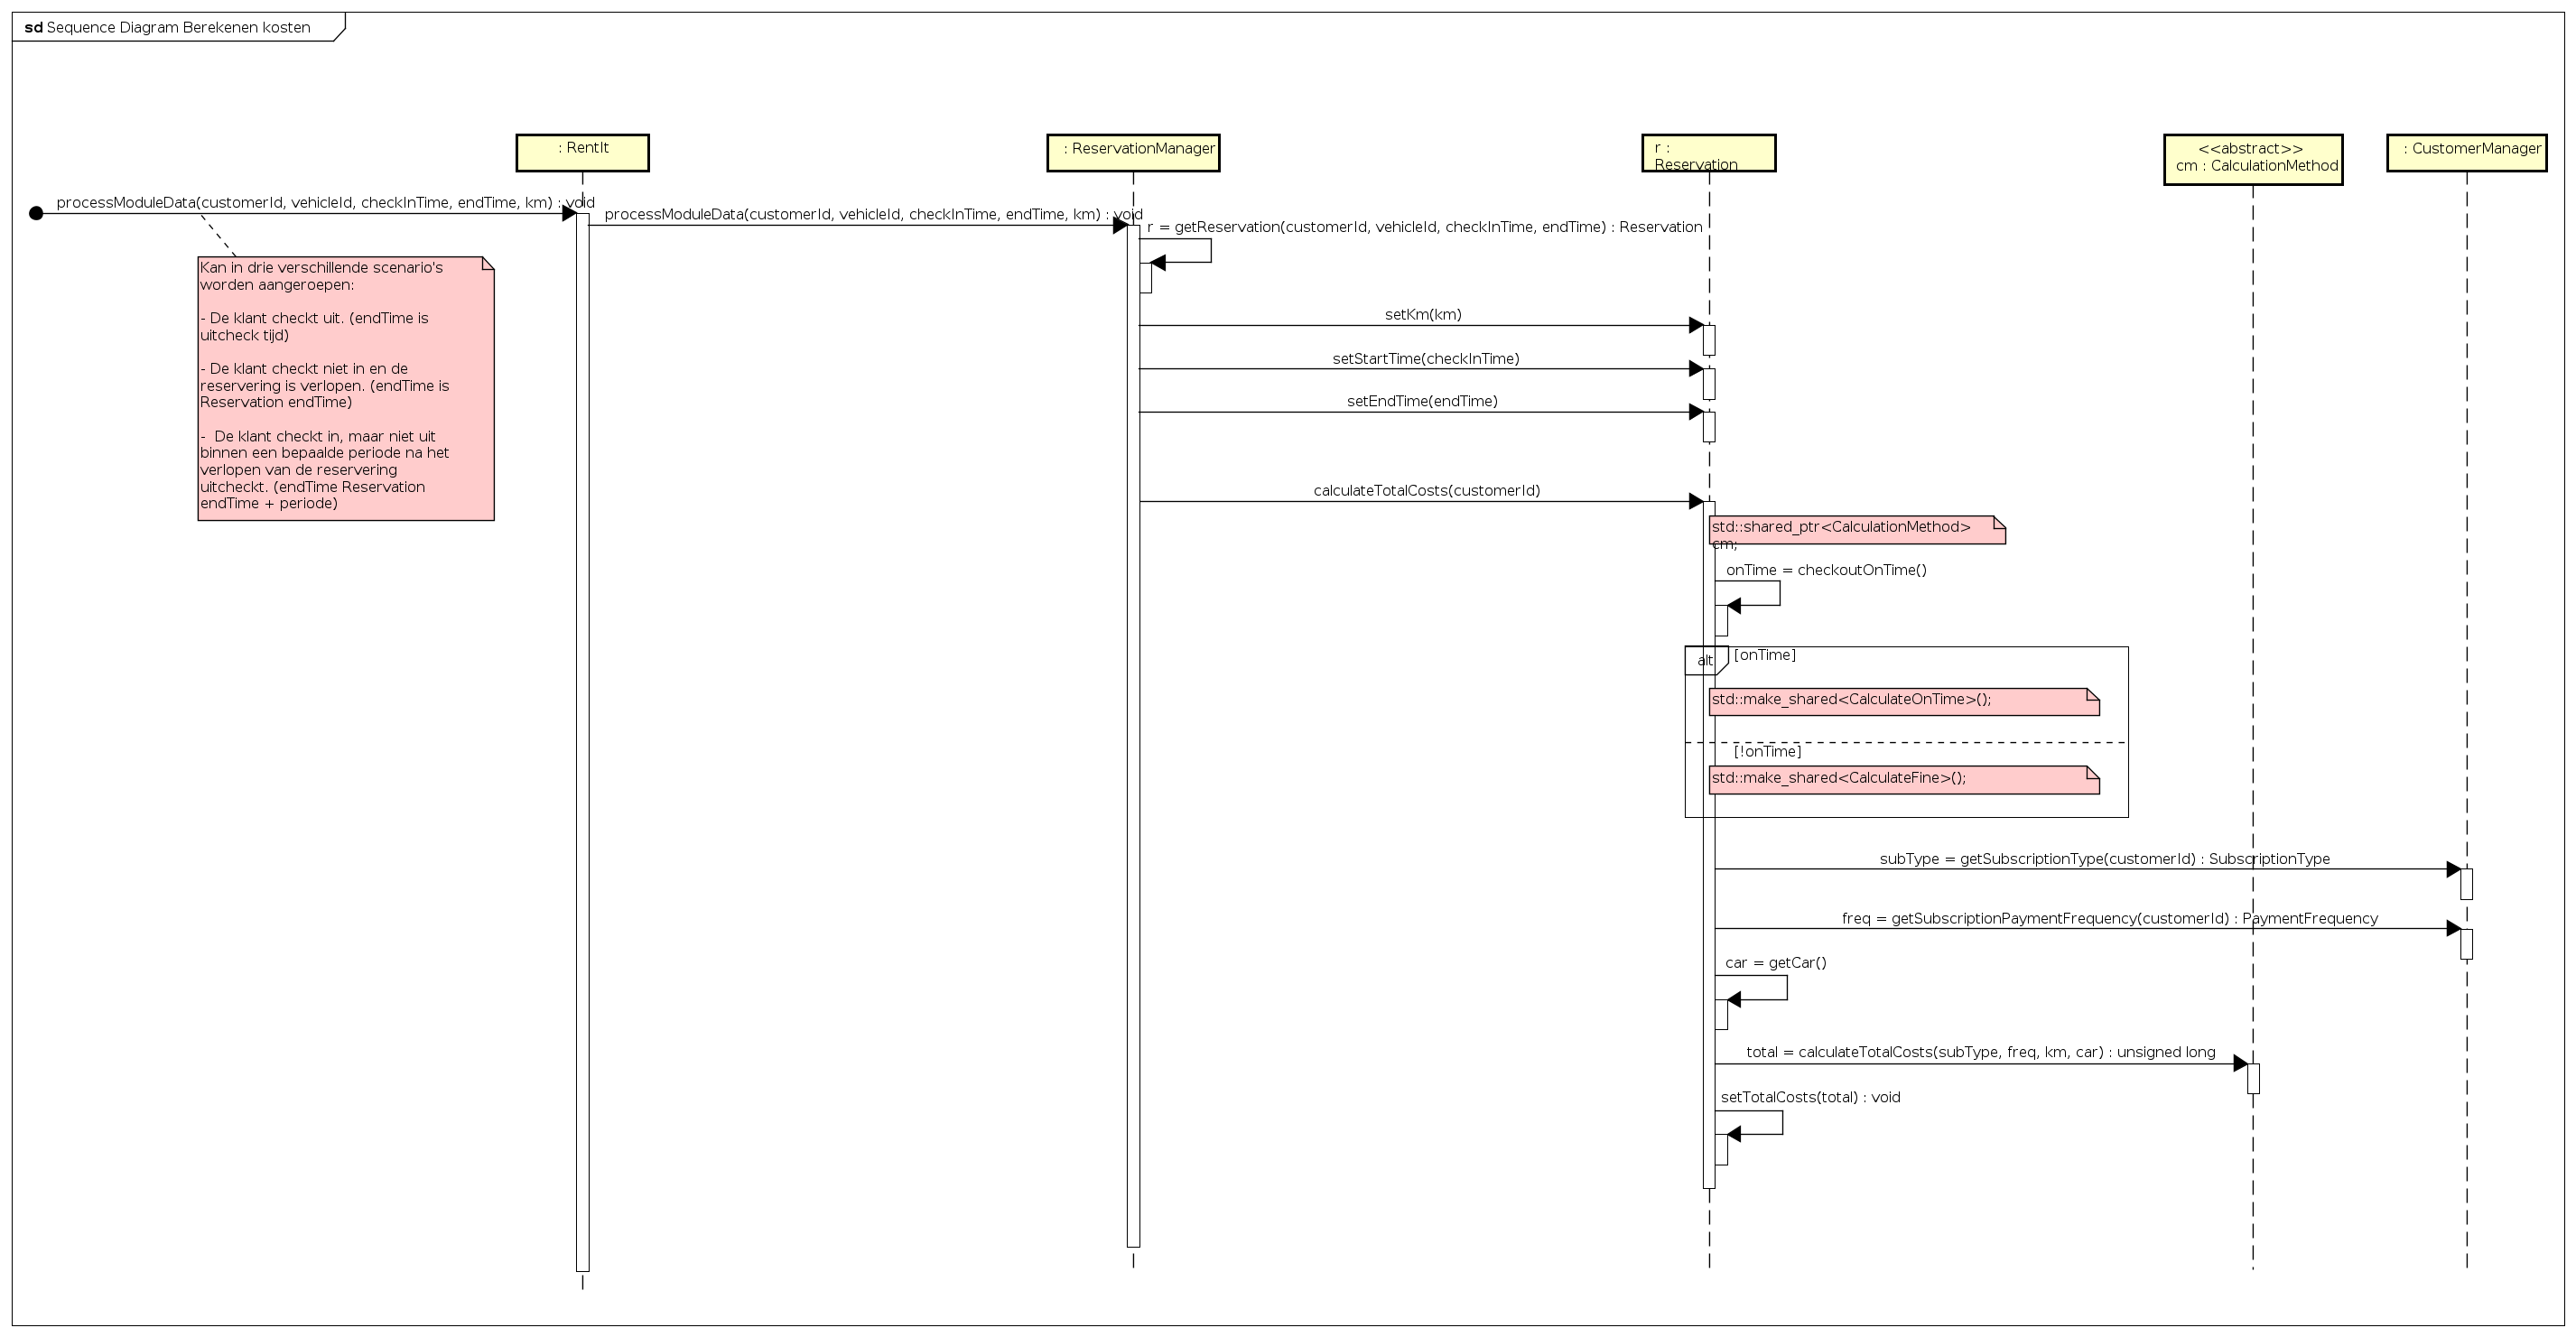 sd Sequence Diagram Berekenen kosten
: RentIt
: ReservationManager
r :
Reservation
<<abstract>>
cm : CalculationMethod
: CustomerManager
processModuleData(customerId, vehicleId, checkInTime, endTime, km) : void
processModuleData(customerId, vehicleId, checkInTime, endTime, km) : void
r = getReservation(customerId, vehicleId, checkInTime, endTime) : Reservation
Kan in drie verschillende scenario's
worden aangeroepen:
- De klant checkt uit. (endTime is
uitcheck tijd)
- De klant checkt niet in en de
reservering is verlopen. (endTime is
Reservation endTime)
- De klant checkt in, maar niet uit
binnen een bepaalde periode na het
verlopen van de reservering
uitcheckt. (endTime Reservation
endTime + periode)
setKm(km)
setStartTime(checkInTime)
setEndTime(endTime)
calculateTotalCosts(customerId)
std::shared_ptr<CalculationMethod>
cm;
onTime = checkoutOnTime()
alt
[onTime]
std::make_shared<CalculateOnTime>();
[!onTime]
std::make_shared<CalculateFine>();
subType = getSubscriptionType(customerId) : SubscriptionType
freq = getSubscriptionPaymentFrequency(customerId) : PaymentFrequency
car = getCar()
total = calculateTotalCosts(subType, freq, km, car) : unsigned long
setTotalCosts(total) : void